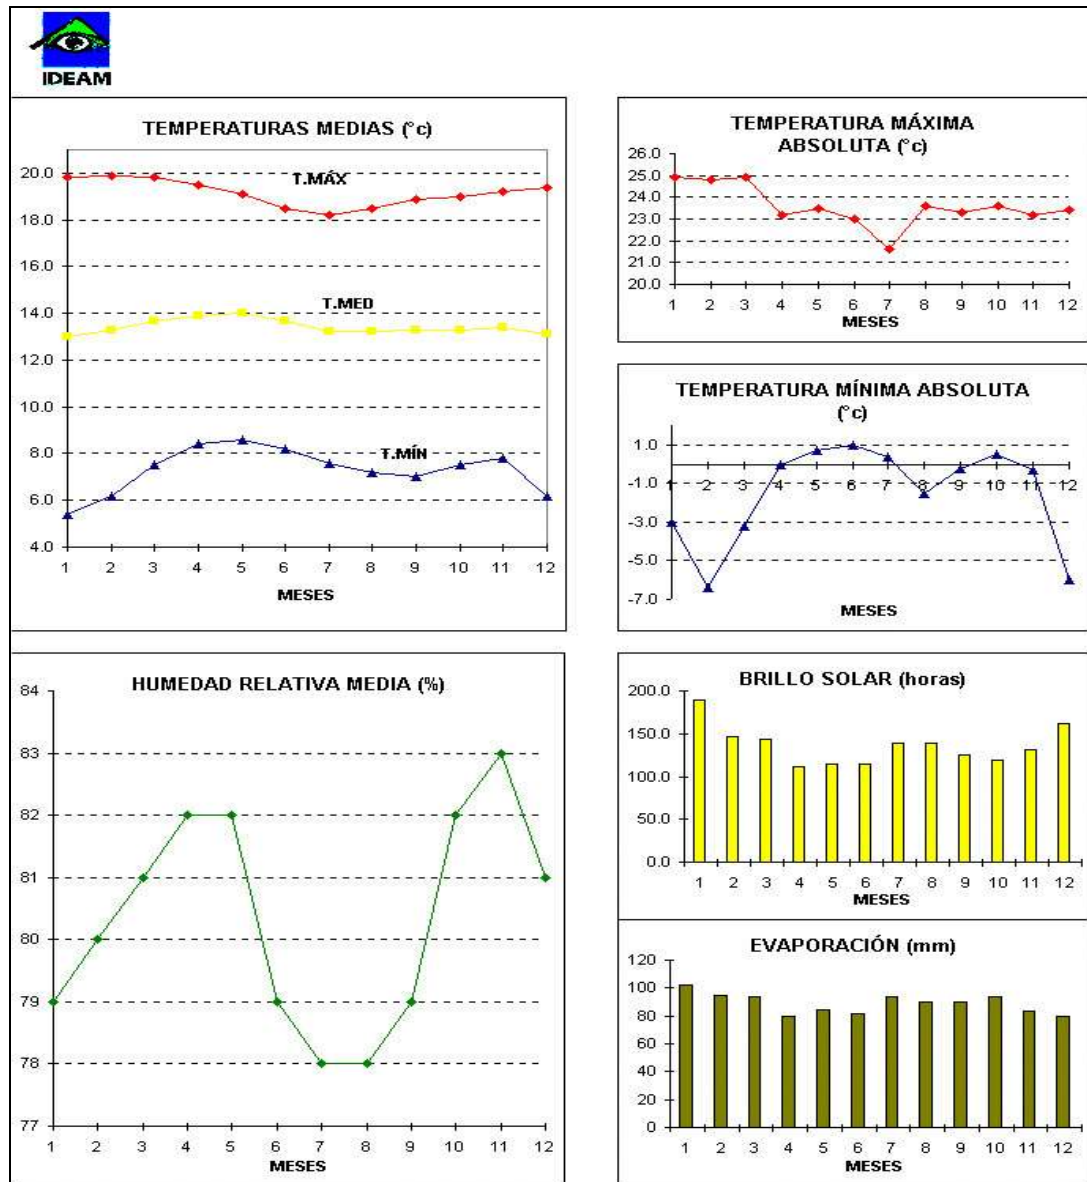 IDEAM
TEMPERATURAS MEDIAS (°c)
20.0
18.0
16.0
14.0
12.0
10.0
8.0
6.0
4.0
T.MÁX
T.MED
T.MÍN
1 2 3 4 5 6 7 8 9 10 11 12
MESES
TEMPERATURA MÁXIMA
ABSOLUTA (°c)
26.0
25.0
24.0
23.0
22.0
21.0
20.0
1 2 3 4 5 6 7 8 9 10 11 12
MESES
TEMPERATURA MÍNIMA ABSOLUTA
(°c)
1.0
-1.0
-3.0
-5.0
-7.0
1 2 3 4 5 6 7 8 9 10 11 12
MESES
HUMEDAD RELATIVA MEDIA (%)
84
83
82
81
80
79
78
77
1 2 3 4 5 6 7 8 9 10 11 12
MESES
BRILLO SOLAR (horas)
200.0
150.0
100.0
50.0
0.0
1 2 3 4 5 6 7 8 9 10 11 12
MESES
EVAPORACIÓN (mm)
120
100
80
60
40
20
0
1 2 3 4 5 6 7 8 9 10 11 12
MESES